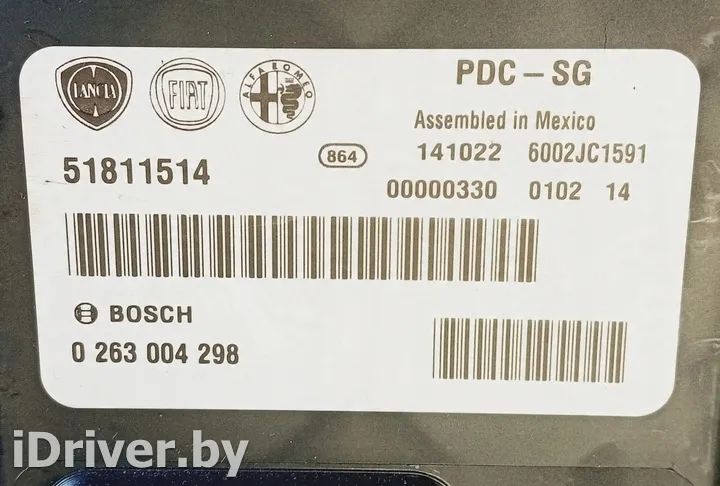 LANCIA FIAT ALFA ROMEO PDC - SG
Assembled in Mexico
51811514 864 141022 6002JC1591
00000330 0102 14
BOSCH
0 263 004 298
iDriver.by